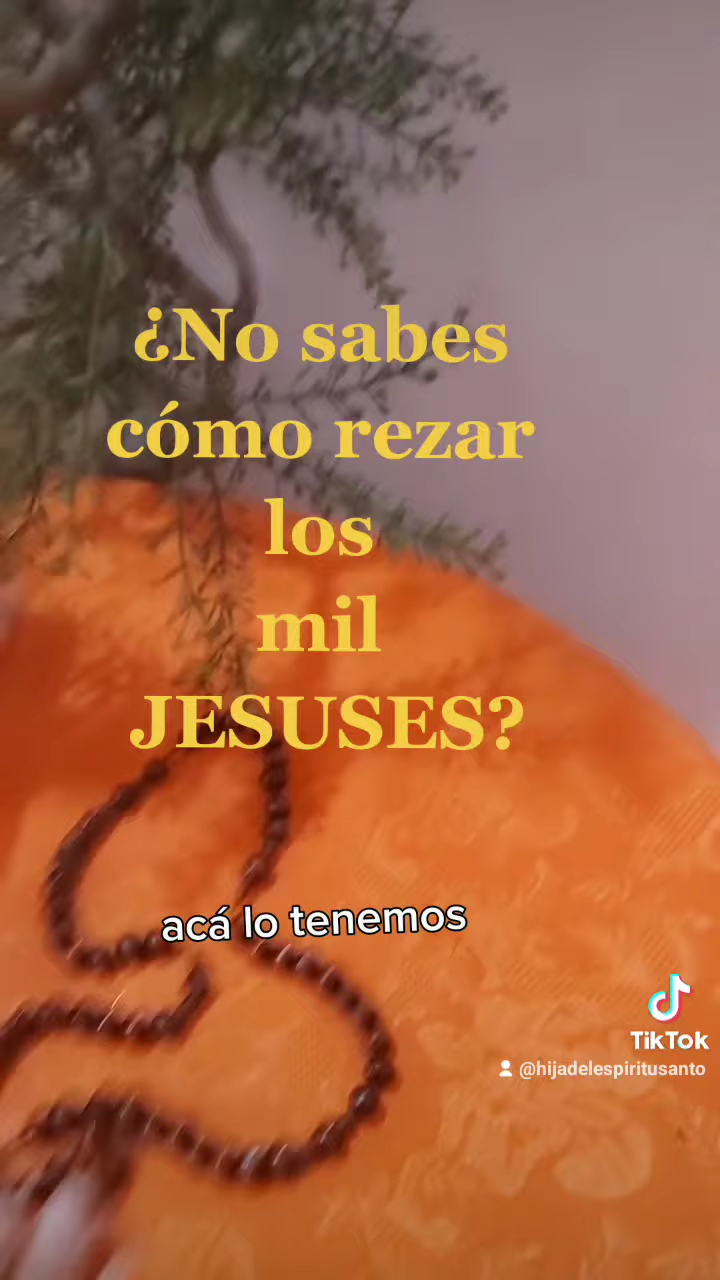 ¿No sabes
cómo rezar
los
mil
JESUSES?
acá lo tenemos
TikTok
@hijadelespiritusanto